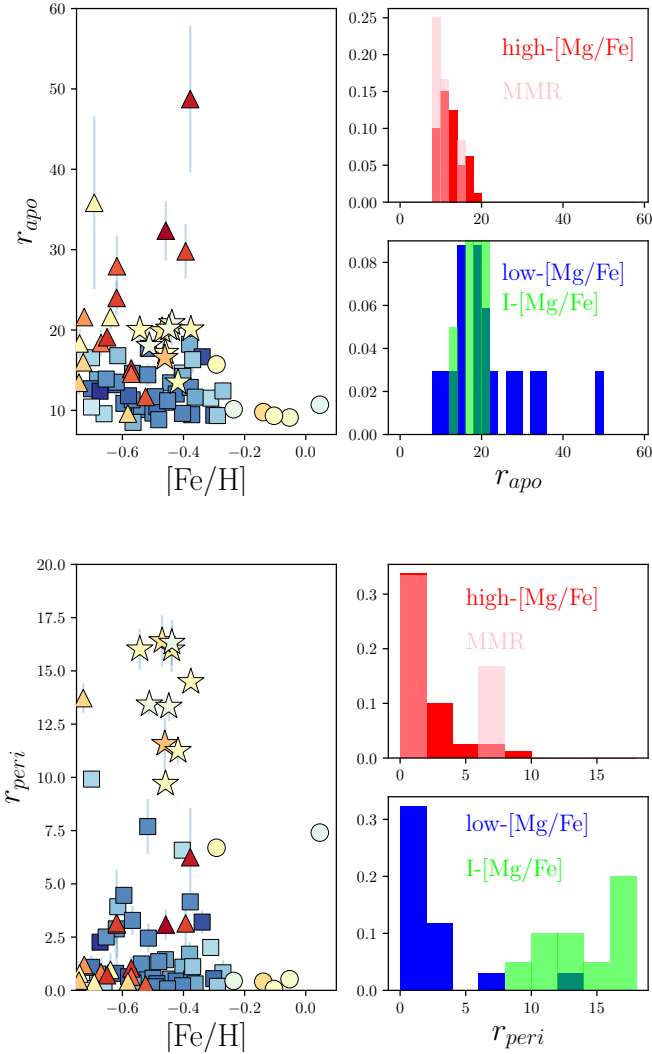 60
50
40
30
20
10
r_apo
−0.6 −0.4 −0.2 0.0
[Fe/H]
0.25
0.20
0.15
0.10
0.05
0.00
high-[Mg/Fe]
MMR
0 20 40 60
0.08
0.06
0.04
0.02
0.00
low-[Mg/Fe]
I-[Mg/Fe]
0 20 40 60
r_apo
20.0
17.5
15.0
12.5
10.0
7.5
5.0
2.5
0.0
r_peri
−0.6 −0.4 −0.2 0.0
[Fe/H]
0.3
0.2
0.1
0.0
high-[Mg/Fe]
MMR
0 5 10 15
0.3
0.2
0.1
0.0
low-[Mg/Fe]
I-[Mg/Fe]
0 5 10 15
r_peri